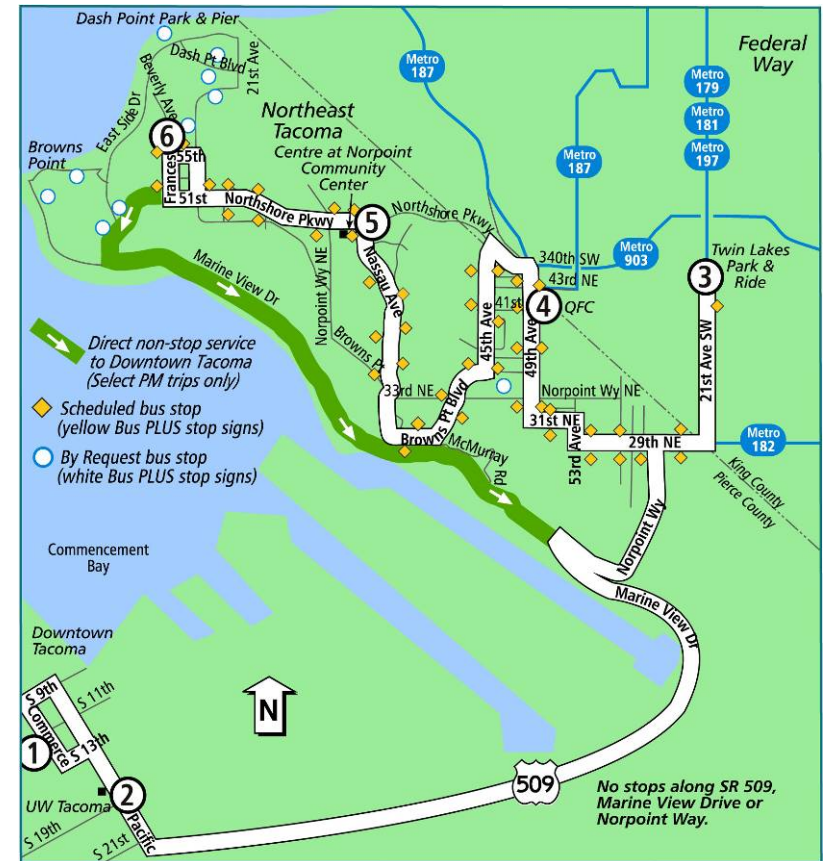 Dash Point Park & Pier
Dash Pt Blvd
21st Ave
Beverly Ave
East Side Dr
Metro
187
Metro
179
Metro
181
Metro
197
Federal
Way
Northeast
Tacoma
Centre at Norpoint
Community
Center
Browns
Point
6
55th
Frances
51st
Northshore Pkwy
5
Northshore Pkwy
Metro
187
340th SW
Metro
903
43rd NE
Twin Lakes
Park &
Ride
3
4
QFC
41st
Nassau Ave
Norpoint Wy NE
Marine View Dr
45th Ave
49th Ave
21st Ave SW
Browns Pt
33rd NE
Browns Pt Blvd
Norpoint Wy NE
31st NE
53rd Ave
29th NE
Metro
182
McMurray
Rd
King County
Pierce County
Norpoint Wy
Marine View Dr
Direct non-stop service
to Downtown Tacoma
(Select PM trips only)
Scheduled bus stop
(yellow Bus PLUS stop signs)
By Request bus stop
(white Bus PLUS stop signs)
Commencement
Bay
Downtown
Tacoma
S 9th
S 11th
Commerce
S 13th
1
N
2
UW Tacoma
Pacific
S 19th
S 21st
509
No stops along SR 509,
Marine View Drive or
Norpoint Way.